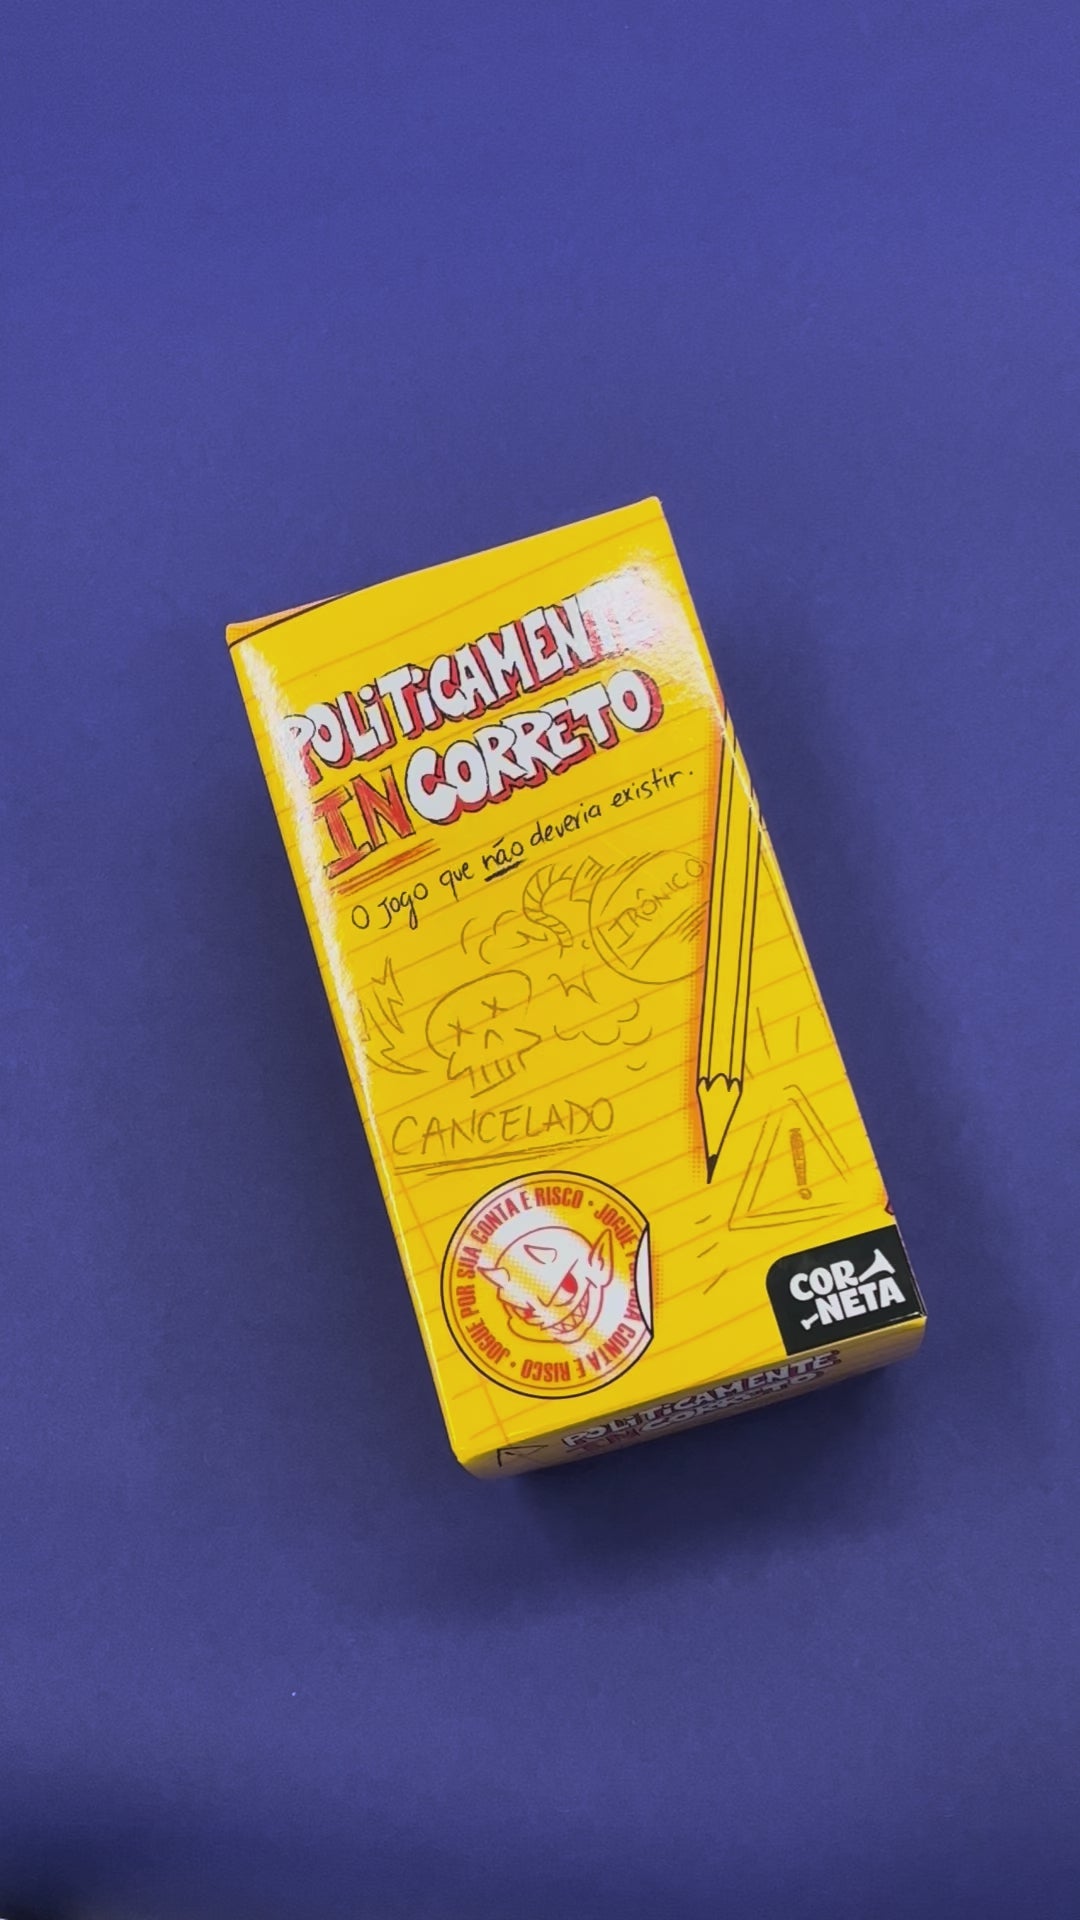 POLITICAMENTE
INCORRETO
O jogo que não deveria existir.
IRÔNICO
CANCELADO
JOGUE POR SUA CONTA E RISCO • JOGUE POR SUA CONTA E RISCO •
COR
NETA
POLITICAMENTE
INCORRETO